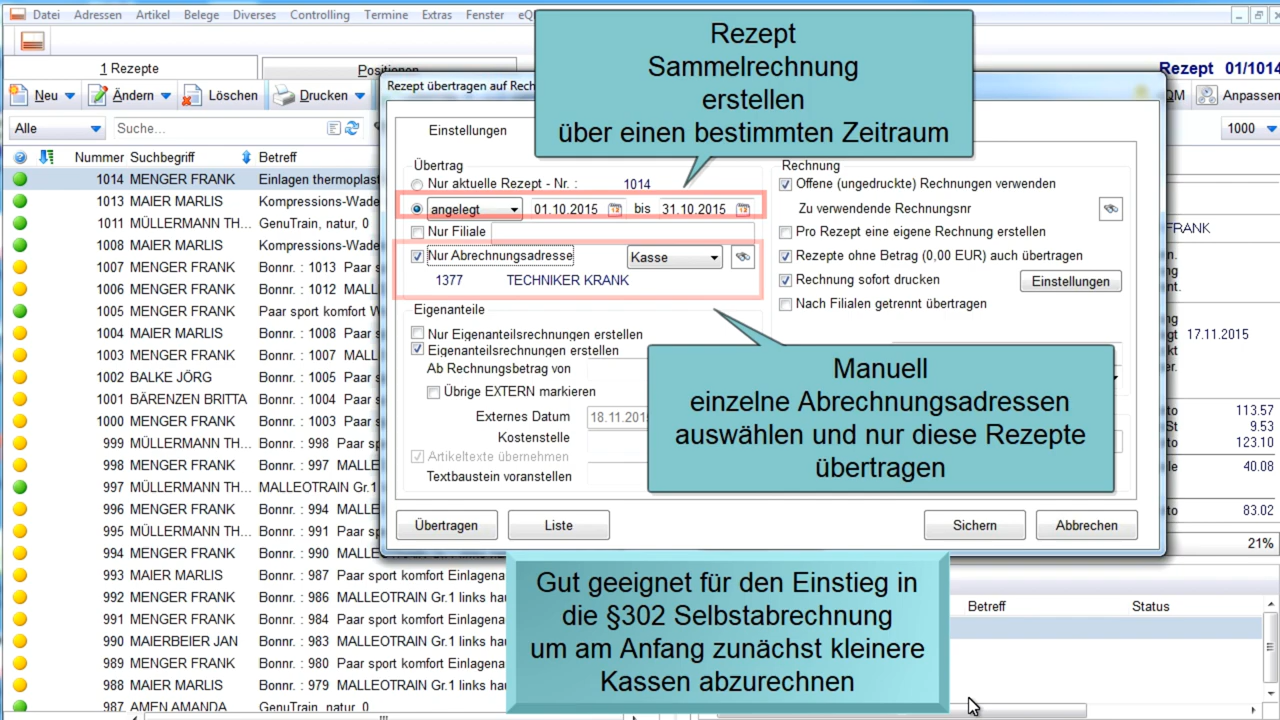 Datei Adressen Artikel Belege Diverses Controlling Termine Extras Fenster
1 Rezepte
Rezept 01/1014
Neu Ändern Löschen Drucken
QM Anpassen
Alle
Suche...
1000
Nummer Suchbegriff Betreff
1014 MENGER FRANK Einlagen thermoplast
1013 MAIER MARLIS Kompressions-Wade
1011 MÜLLERMANN TH... GenuTrain, natur, 0
1008 MAIER MARLIS Kompressions-Wade
1007 MENGER FRANK Bonnr. : 1013 Paar s
1006 MENGER FRANK Bonnr. : 1012 MALL
1005 MENGER FRANK Paar sport komfort W
1004 MAIER MARLIS Bonnr. : 1008 Paar s
1003 MENGER FRANK Bonnr. : 1007 MALL
1002 BALKE JÖRG Bonnr. : 1005 Paar s
1001 BÄRENZEN BRITTA Bonnr. : 1004 Paar s
1000 MENGER FRANK Bonnr. : 1003 Paar s
999 MÜLLERMANN TH... Bonnr. : 998 Paar sp
998 MENGER FRANK Bonnr. : 997 MALLE
997 MÜLLERMANN TH... MALLEOTRAIN Gr.1
996 MENGER FRANK Bonnr. : 994 MALLE
995 MÜLLERMANN TH... Bonnr. : 991 Paar sp
994 MENGER FRANK Bonnr. : 990 MALLE
993 MAIER MARLIS Bonnr. : 987 Paar sport komfort Einlagena
992 MENGER FRANK Bonnr. : 986 MALLEOTRAIN Gr.1 links ha
991 MENGER FRANK Bonnr. : 984 Paar sport komfort Einlagena
990 MAIERBEIER JAN Bonnr. : 983 MALLEOTRAIN Gr.1 links ha
989 MENGER FRANK Bonnr. : 980 Paar sport komfort Einlagena
988 MAIER MARLIS Bonnr. : 979 MALLEOTRAIN Gr.1 links ha
987 AMEN AMANDA GenuTrain, natur, 0
Rezept übertragen auf Rech
Rezept
Sammelrechnung
erstellen
über einen bestimmten Zeitraum
Einstellungen
Übertrag
Nur aktuelle Rezept - Nr. : 1014
angelegt 01.10.2015 bis 31.10.2015
Nur Filiale
Nur Abrechnungsadresse Kasse
1377 TECHNIKER KRANK
Eigenanteile
Nur Eigenanteilsrechnungen erstellen
Eigenanteilsrechnungen erstellen
Ab Rechnungsbetrag von
Übrige EXTERN markieren
Externes Datum 18.11.201
Kostenstelle
Artikeltexte übernehmen
Textbaustein voranstellen
Rechnung
Offene (ungedruckte) Rechnungen verwenden
Zu verwendende Rechnungsnr
Pro Rezept eine eigene Rechnung erstellen
Rezepte ohne Betrag (0,00 EUR) auch übertragen
Rechnung sofort drucken Einstellungen
Nach Filialen getrennt übertragen
Manuell
einzelne Abrechnungsadressen
auswählen und nur diese Rezepte
übertragen
Übertragen Liste Sichern Abbrechen
FRANK
17.11.2015
113.57
9.53
123.10
40.08
83.02
21%
Gut geeignet für den Einstieg in
die §302 Selbstabrechnung
um am Anfang zunächst kleinere
Kassen abzurechnen
Betreff Status